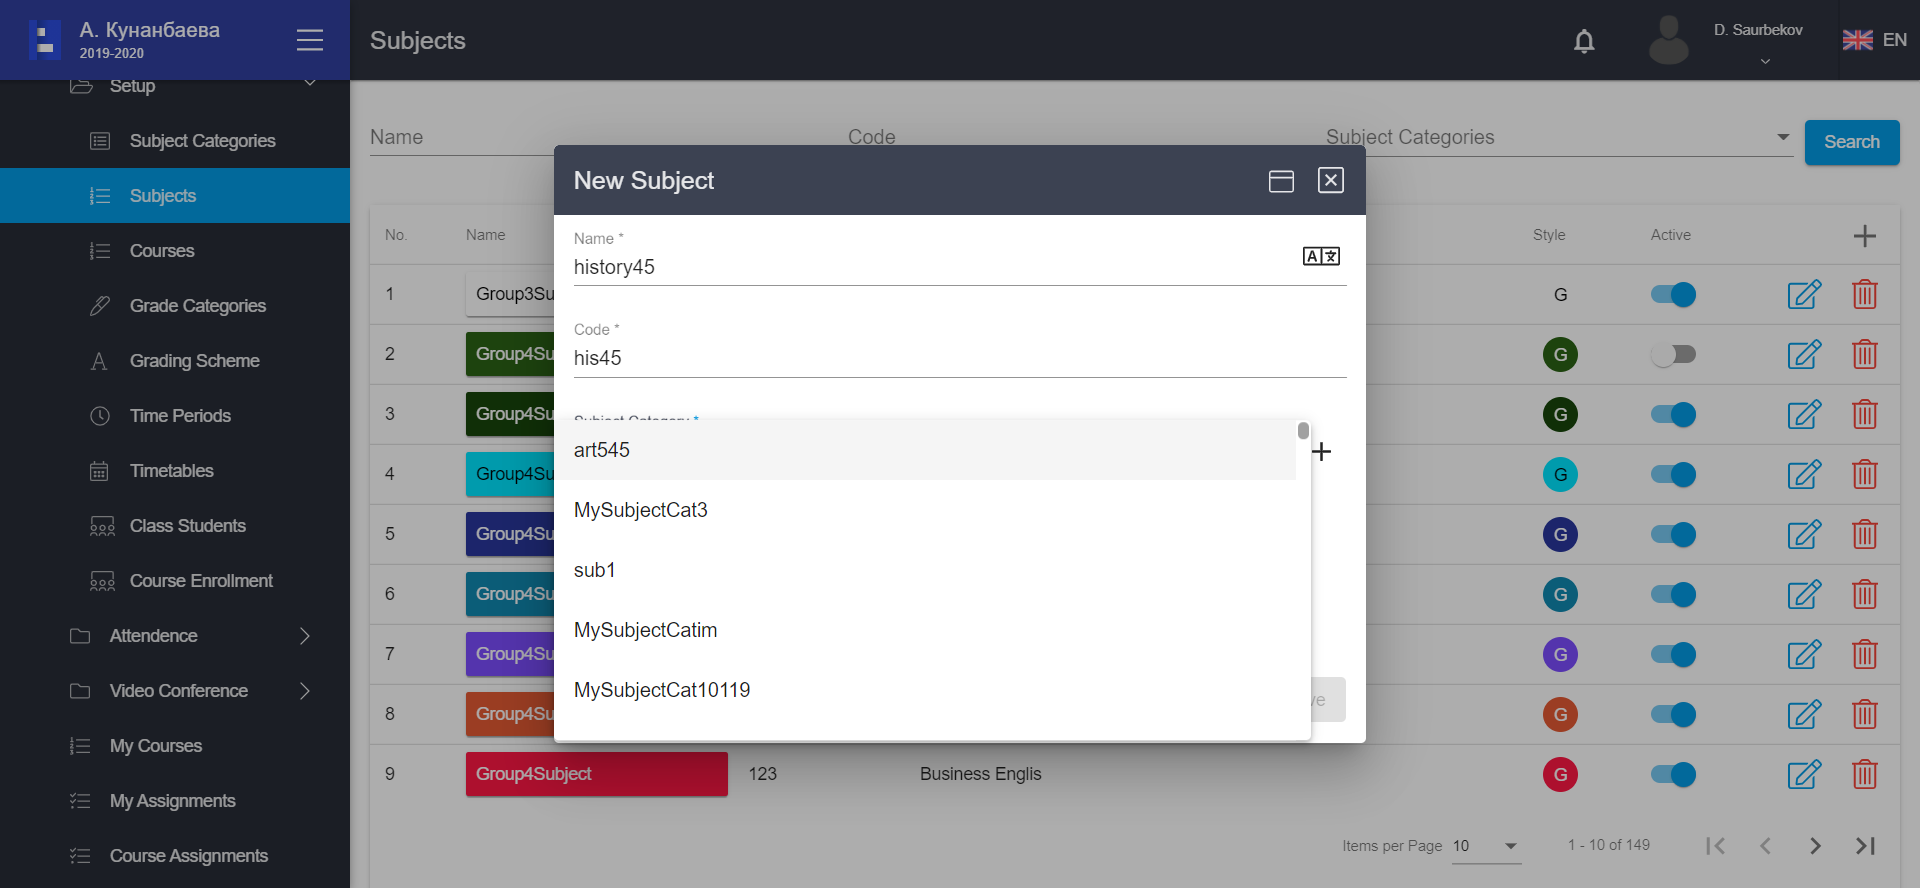 А. Кунанбаева
2019-2020
Subjects
D. Saurbekov
EN
Setup
Subject Categories
Subjects
Courses
Grade Categories
Grading Scheme
Time Periods
Timetables
Class Students
Course Enrollment
Attendence
Video Conference
My Courses
My Assignments
Course Assignments
Name
Code
Subject Categories
Search
New Subject
Name *
history45
Code *
his45
Subject Category *
art545
MySubjectCat3
sub1
MySubjectCatim
MySubjectCat10119
No.
Name
Style
Active
1
Group3Su
G
2
Group4Su
G
3
Group4Su
G
4
Group4Su
G
5
Group4Su
G
6
Group4Su
G
7
Group4Su
G
8
Group4Su
G
9
Group4Subject
123
Business Englis
G
Items per Page
10
1 - 10 of 149